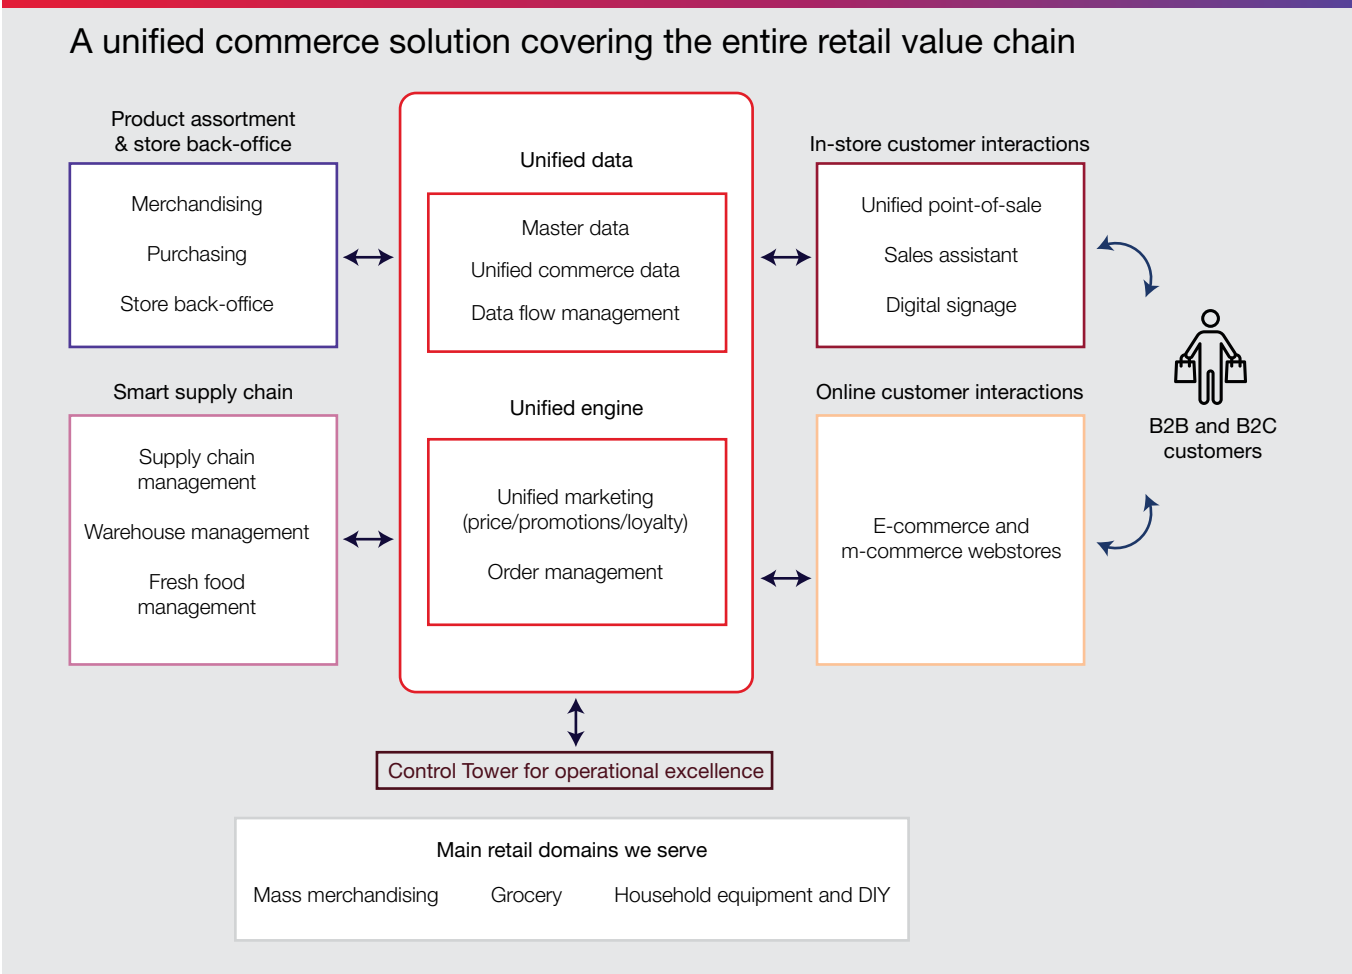 A unified commerce solution covering the entire retail value chain
Product assortment
& store back-office
Merchandising
Purchasing
Store back-office
Smart supply chain
Supply chain
management
Warehouse management
Fresh food
management
Unified data
Master data
Unified commerce data
Data flow management
Unified engine
Unified marketing
(price/promotions/loyalty)
Order management
In-store customer interactions
Unified point-of-sale
Sales assistant
Digital signage
Online customer interactions
E-commerce and
m-commerce webstores
B2B and B2C
customers
Control Tower for operational excellence
Main retail domains we serve
Mass merchandising
Grocery
Household equipment and DIY